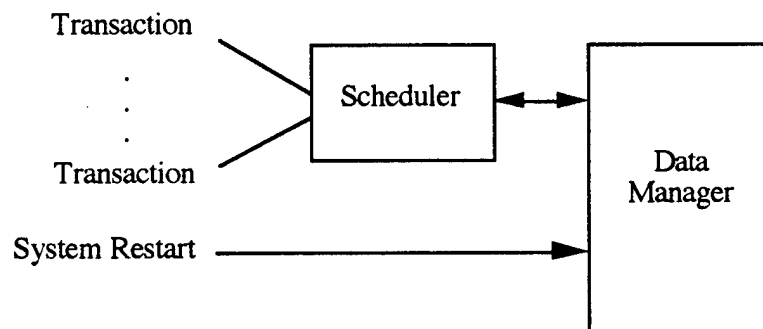 Transaction
.
.
.
Transaction
System Restart
Scheduler
Data
Manager